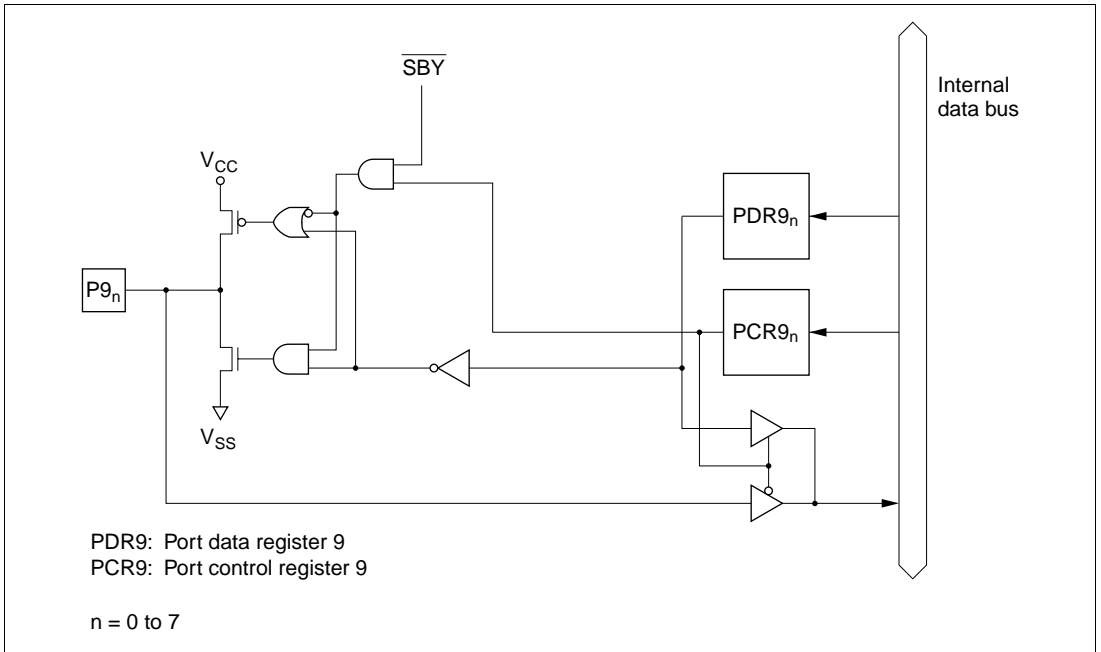 SBY
Internal
data bus
VCC
PDR9n
P9n
PCR9n
VSS
PDR9: Port data register 9
PCR9: Port control register 9
n = 0 to 7